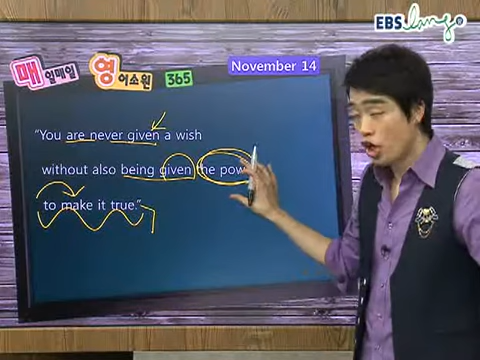 EBS lang
매일매일 영어소원 365
November 14
"You are never given a wish
without also being given the pow
to make it true."